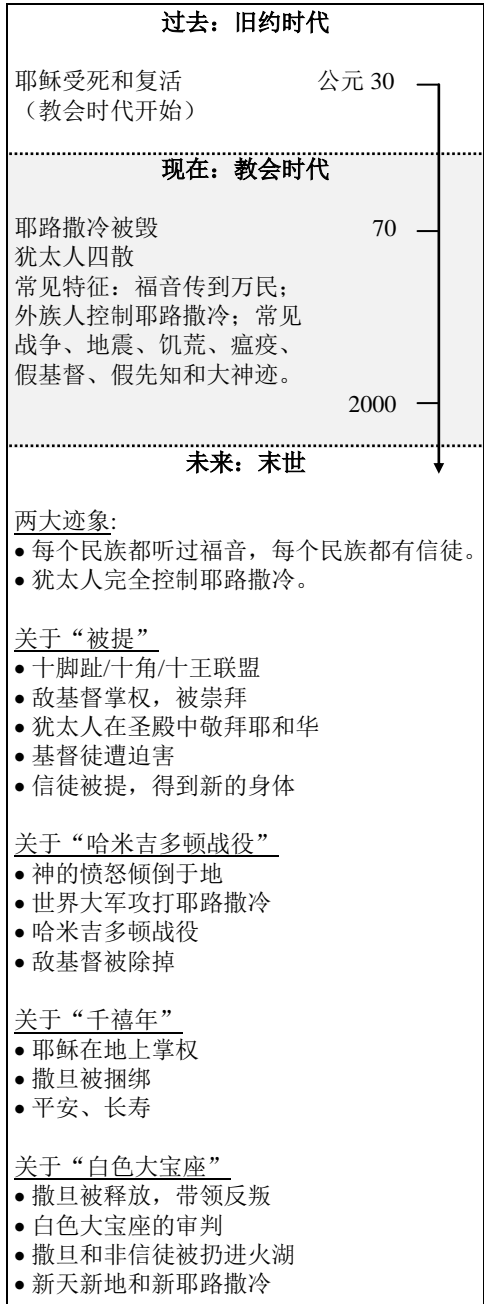 过去：旧约时代
耶稣受死和复活 公元 30
（教会时代开始）
现在：教会时代
耶路撒冷被毁 70
犹太人四散
常见特征：福音传到万民；
外族人控制耶路撒冷；常见
战争、地震、饥荒、瘟疫、
假基督、假先知和大神迹。
2000
未来：末世
两大迹象:
• 每个民族都听过福音，每个民族都有信徒。
• 犹太人完全控制耶路撒冷。
关于“被提”
• 十脚趾/十角/十王联盟
• 敌基督掌权，被崇拜
• 犹太人在圣殿中敬拜耶和华
• 基督徒遭迫害
• 信徒被提，得到新的身体
关于“哈米吉多顿战役”
• 神的愤怒倾倒于地
• 世界大军攻打耶路撒冷
• 哈米吉多顿战役
• 敌基督被除掉
关于“千禧年”
• 耶稣在地上掌权
• 撒旦被捆绑
• 平安、长寿
关于“白色大宝座”
• 撒旦被释放，带领反叛
• 白色大宝座的审判
• 撒旦和非信徒被扔进火湖
• 新天新地和新耶路撒冷